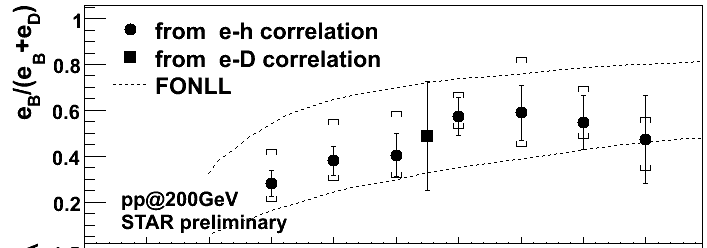 e_B/(e_B+e_D)
1
0.8
0.6
0.4
0.2
from e-h correlation
from e-D correlation
FONLL
pp@200GeV
STAR preliminary